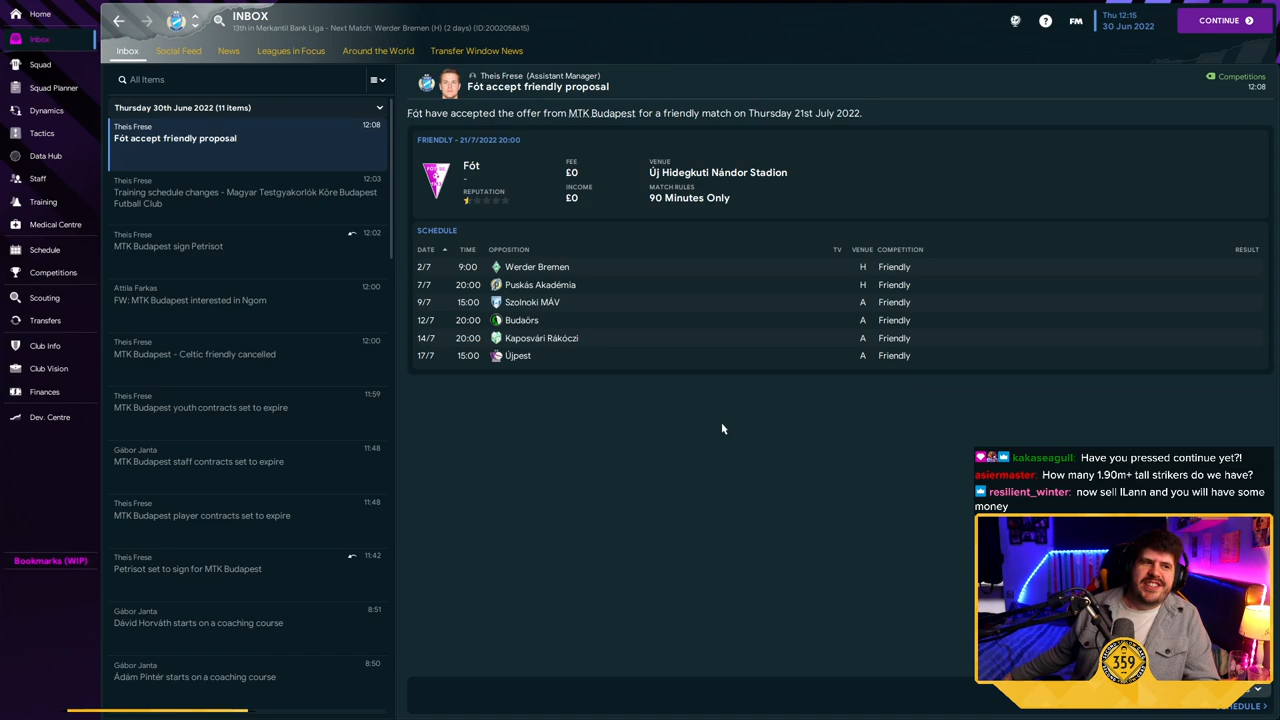 Home
Inbox
Squad
Squad Planner
Dynamics
Tactics
Data Hub
Staff
Training
Medical Centre
Schedule
Competitions
Scouting
Transfers
Club Info
Club Vision
Finances
Dev. Centre
Bookmarks (WIP)
INBOX
13th in Merkantil Bank Liga - Next Match: Werder Bremen (H) (2 days) (ID:2002058615)
FM
Thu 12:15
30 Jun 2022
CONTINUE
Inbox Social Feed News Leagues in Focus Around the World Transfer Window News
All Items
Thursday 30th June 2022 (11 items)
Theis Frese 12:08
Fót accept friendly proposal
Theis Frese 12:03
Training schedule changes - Magyar Testgyakorlók Köre Budapest
Futball Club
Theis Frese 12:02
MTK Budapest sign Petrisot
Attila Farkas 12:00
FW: MTK Budapest interested in Ngom
Theis Frese 12:00
MTK Budapest - Celtic friendly cancelled
Theis Frese 11:59
MTK Budapest youth contracts set to expire
Gábor Janta 11:48
MTK Budapest staff contracts set to expire
Theis Frese 11:48
MTK Budapest player contracts set to expire
Theis Frese 11:42
Petrisot set to sign for MTK Budapest
Gábor Janta 8:51
Dávid Horváth starts on a coaching course
Gábor Janta 8:50
Ádám Pintér starts on a coaching course
Theis Frese (Assistant Manager)
Fót accept friendly proposal
Competitions
12:08
Fót have accepted the offer from MTK Budapest for a friendly match on Thursday 21st July 2022.
FRIENDLY - 21/7/2022 20:00
Fót
-
REPUTATION
FEE
£0
INCOME
£0
VENUE
Új Hidegkuti Nándor Stadion
MATCH RULES
90 Minutes Only
SCHEDULE
DATE TIME OPPOSITION TV VENUE COMPETITION RESULT
2/7 9:00 Werder Bremen H Friendly
7/7 20:00 Puskás Akadémia H Friendly
9/7 15:00 Szolnoki MÁV A Friendly
12/7 20:00 Budaörs A Friendly
14/7 20:00 Kaposvári Rákóczi A Friendly
17/7 15:00 Újpest A Friendly
kakaseagull: Have you pressed continue yet?!
asiermaster: How many 1.90m+ tall strikers do we have?
resilient_winter: now sell ILann and you will have some
money
359
SCHEDULE